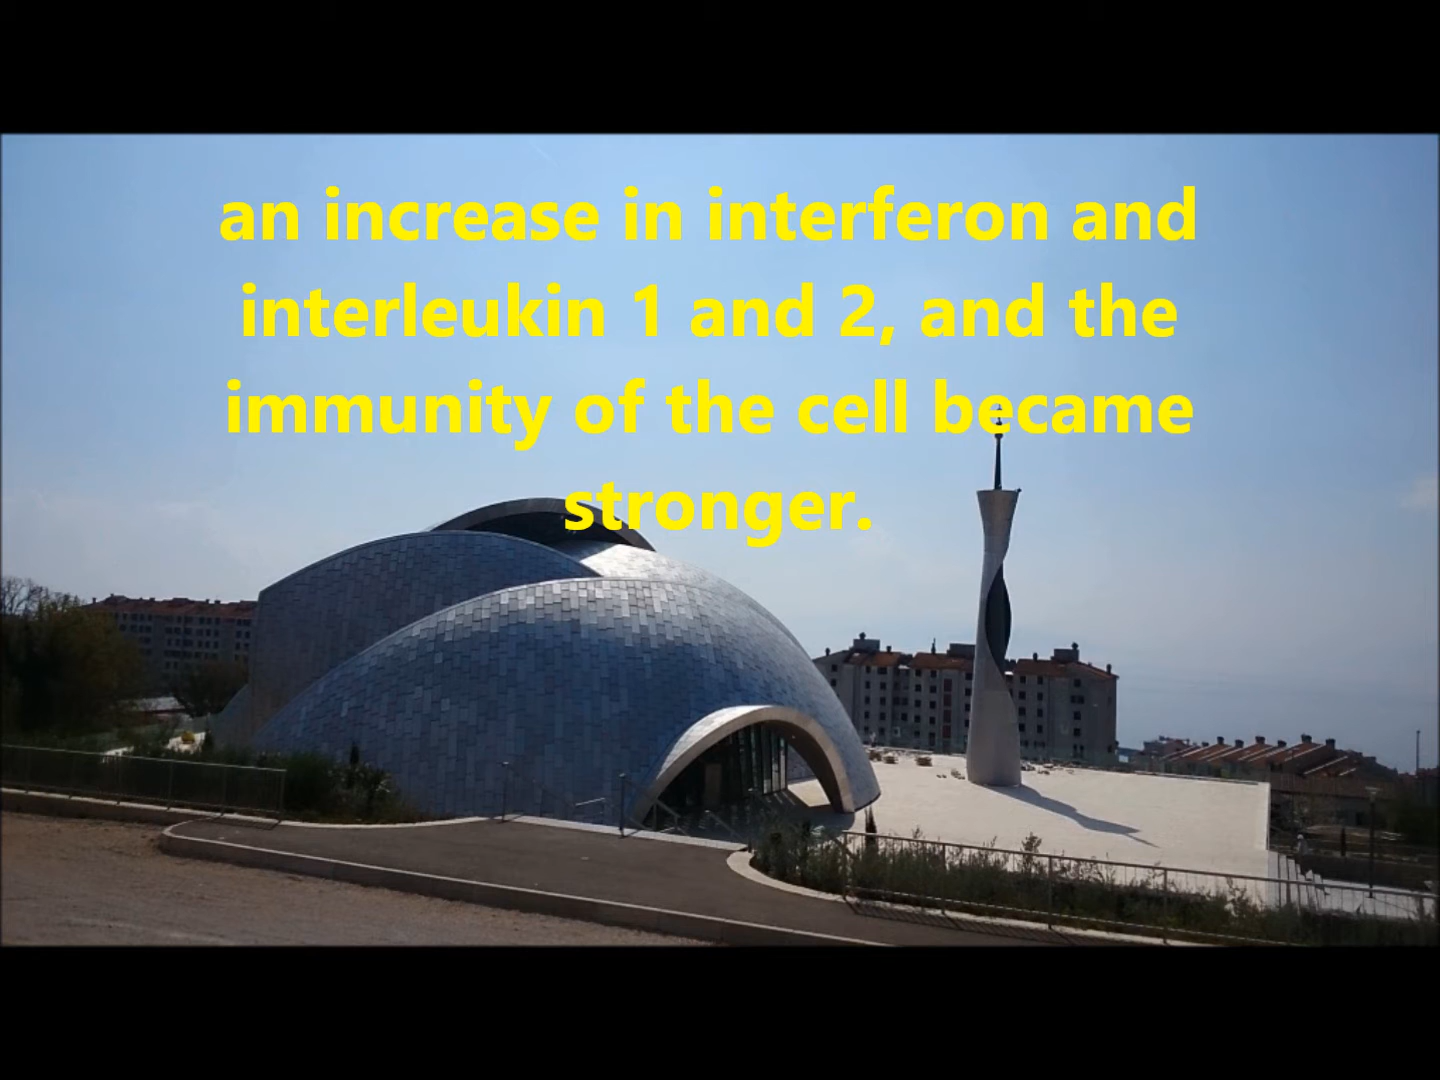 an increase in interferon and
interleukin 1 and 2, and the
immunity of the cell became
stronger.